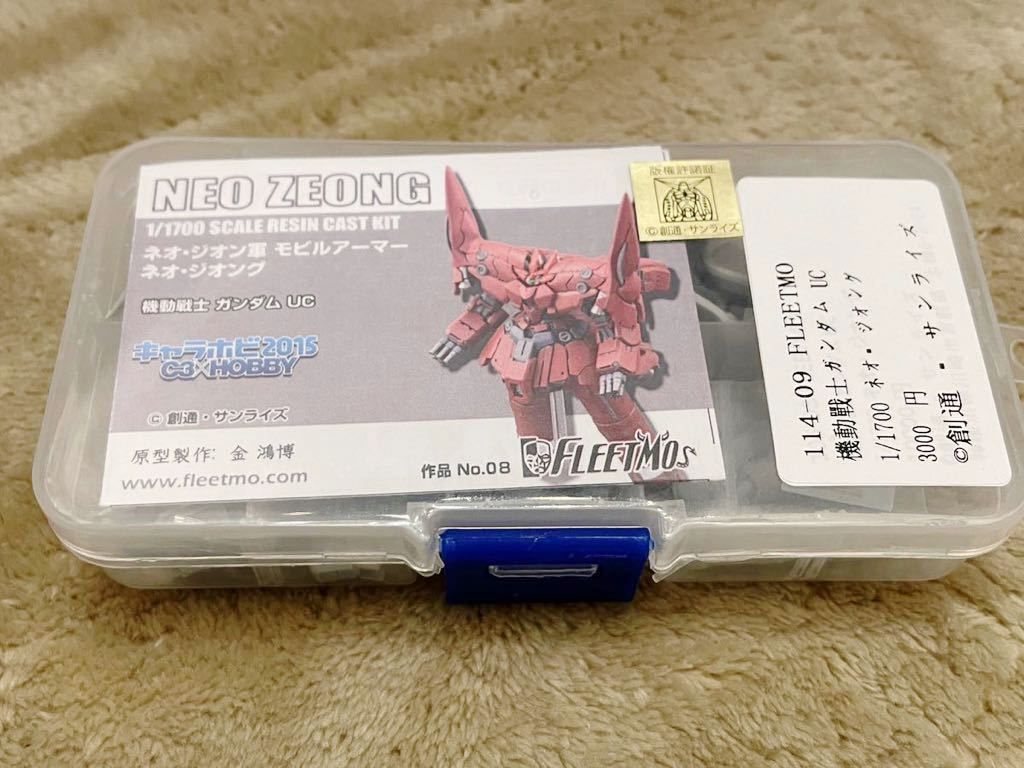 NEO ZEONG
1/1700 SCALE RESIN CAST KIT
ネオ・ジオン軍 モビルアーマー
ネオ・ジオング
機動戦士 ガンダム UC
キャラホビ2015
C3×HOBBY
© 創通・サンライズ
原型製作: 金 鴻博
www.fleetmo.com
作品 No.08
FLEETMO
版権許諾証
©創通・サンライズ
114-09 FLEETMO
機動戰士ガンダム UC
1/1700 ネオ・ジオング
3000 円
©創通 ・ サンライズ